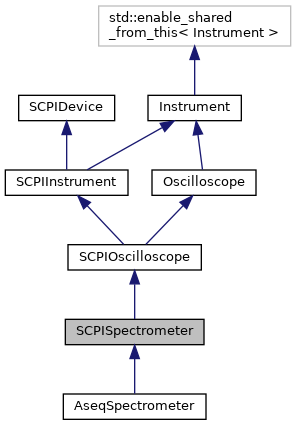 std::enable_shared
_from_this< Instrument >
SCPIDevice
Instrument
SCPIInstrument
Oscilloscope
SCPIOscilloscope
SCPISpectrometer
AseqSpectrometer